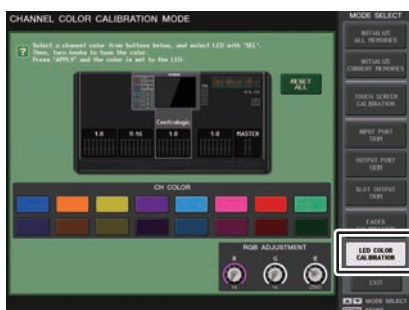 CHANNEL COLOR CALIBRATION MODE
Select a channel color from bottoms below, and select LED with "SEL".
Then, turn knobs to tune the color.
Press "APPLY" and the color is set to the LED.
RESET ALL
Centralogic
1-8
9-16
1-8
1-8
MASTER
CH COLOR
RGB ADJUSTMENT
R
G
B
MODE SELECT
INITIALIZE
ALL MEMORIES
INITIALIZE
CURRENT MEMORIES
TOUCH SCREEN
CALIBRATION
INPUT PORT
TRIM
OUTPUT PORT
TRIM
SLOT OUTPUT
TRIM
FADER
LED COLOR
CALIBRATION
EXIT
MODE SELECT